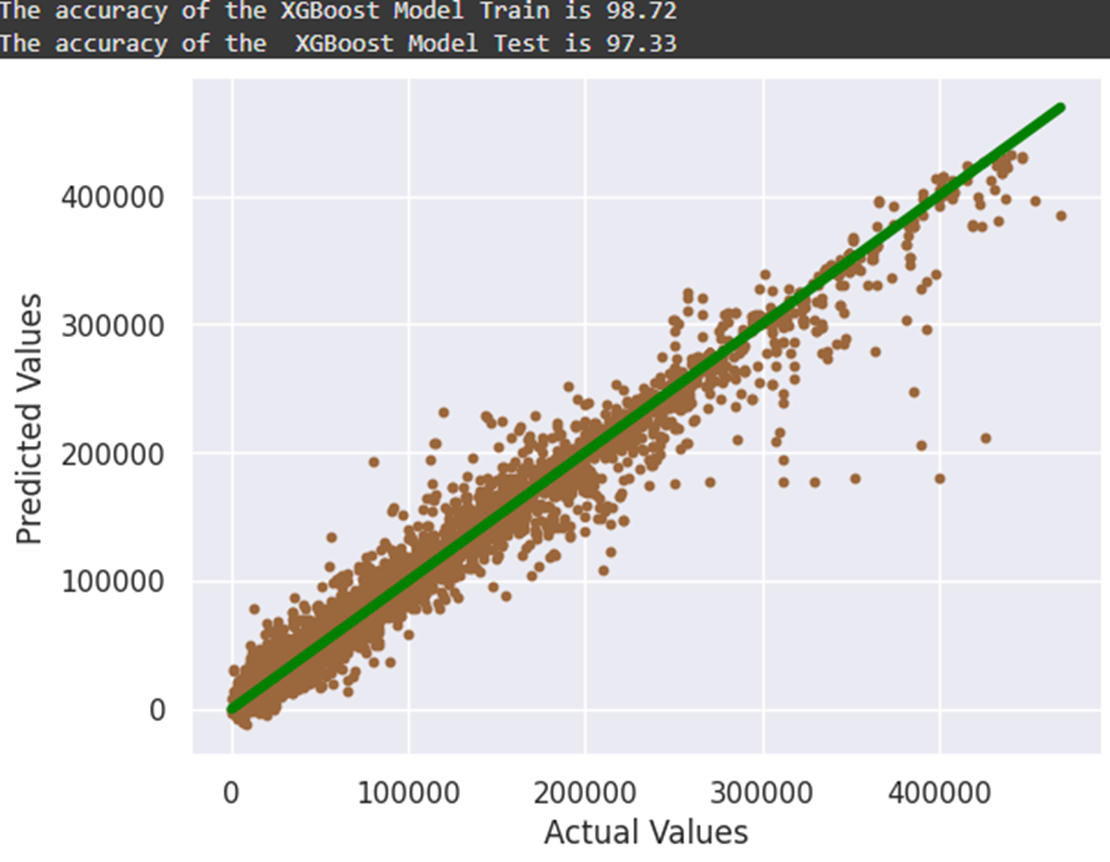 The accuracy of the XGBoost Model Train is 98.72
The accuracy of the  XGBoost Model Test is 97.33
400000
300000
200000
100000
0
Predicted Values
0 100000 200000 300000 400000
Actual Values